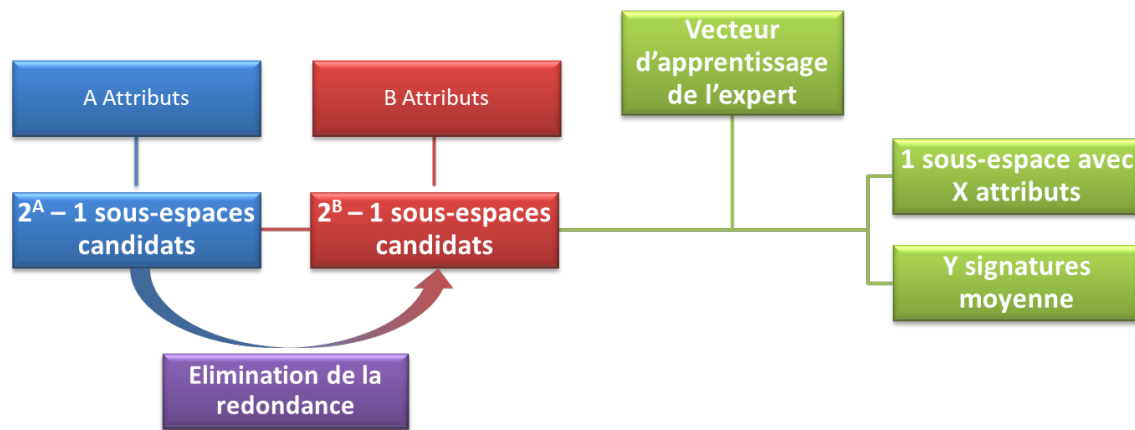 A Attributs
B Attributs
Vecteur
d’apprentissage
de l’expert
2ᴬ – 1 sous-espaces
candidats
2ᴮ – 1 sous-espaces
candidats
1 sous-espace avec
X attributs
Y signatures
moyenne
Elimination de la
redondance